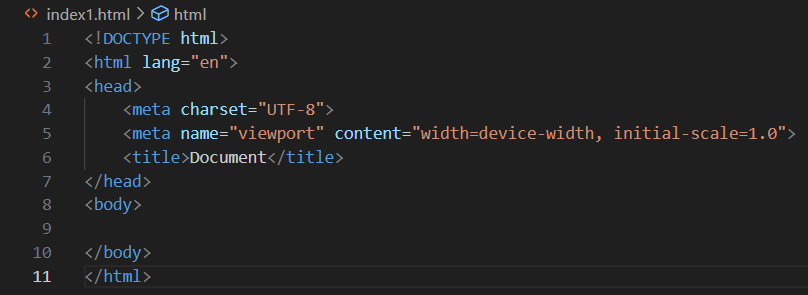 index1.html > html
1 <!DOCTYPE html>
2 <html lang="en">
3 <head>
4     <meta charset="UTF-8">
5     <meta name="viewport" content="width=device-width, initial-scale=1.0">
6     <title>Document</title>
7 </head>
8 <body>
9
10 </body>
11 </html>